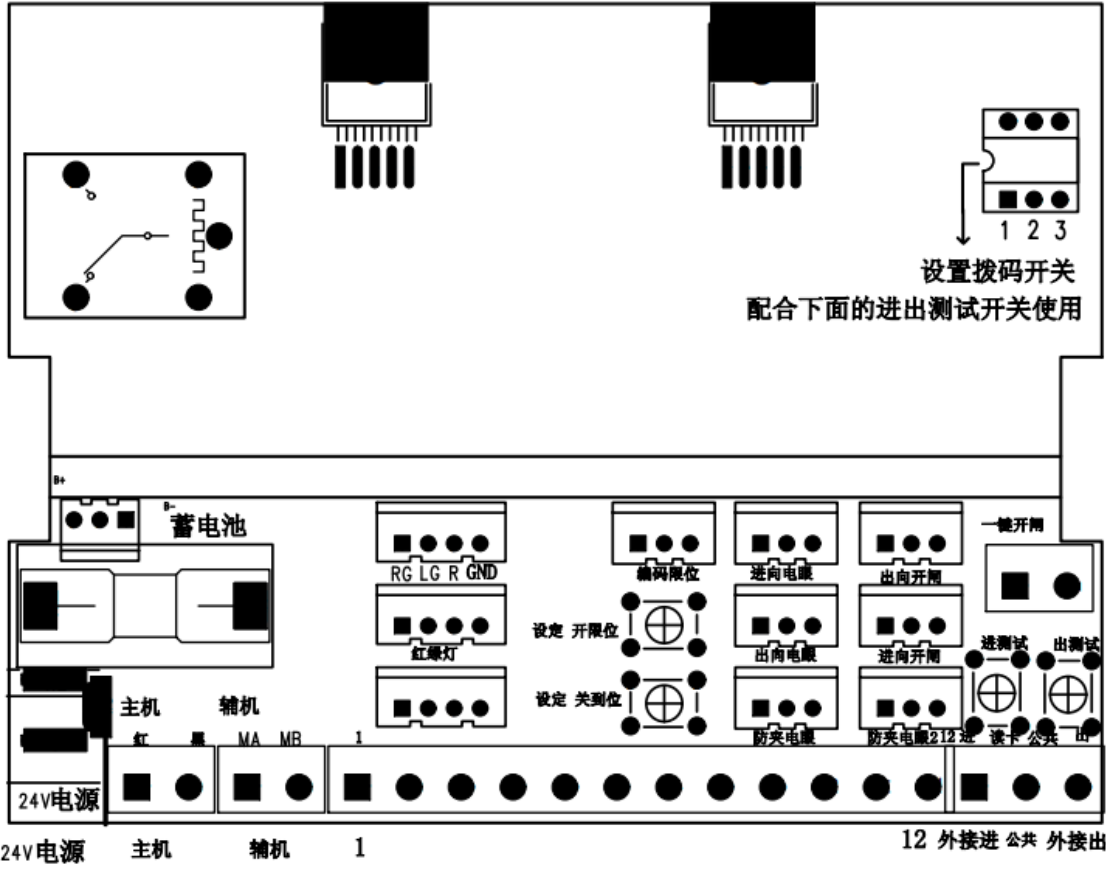 1 2 3
设置拨码开关
配合下面的进出测试开关使用
B+
B-
蓄电池
一键开闸
RG LG R GND
编码限位
进向电眼
出向开闸
设定 开限位
红绿灯
出向电眼
进向开闸
进测试
出测试
设定 关到位
主机
辅机
红
黑
MA
MB
1
防夹电眼
防夹电眼2
12
进
读卡
公共
出
24V电源
24V电源
主机
辅机
1
12
外接进
公共
外接出